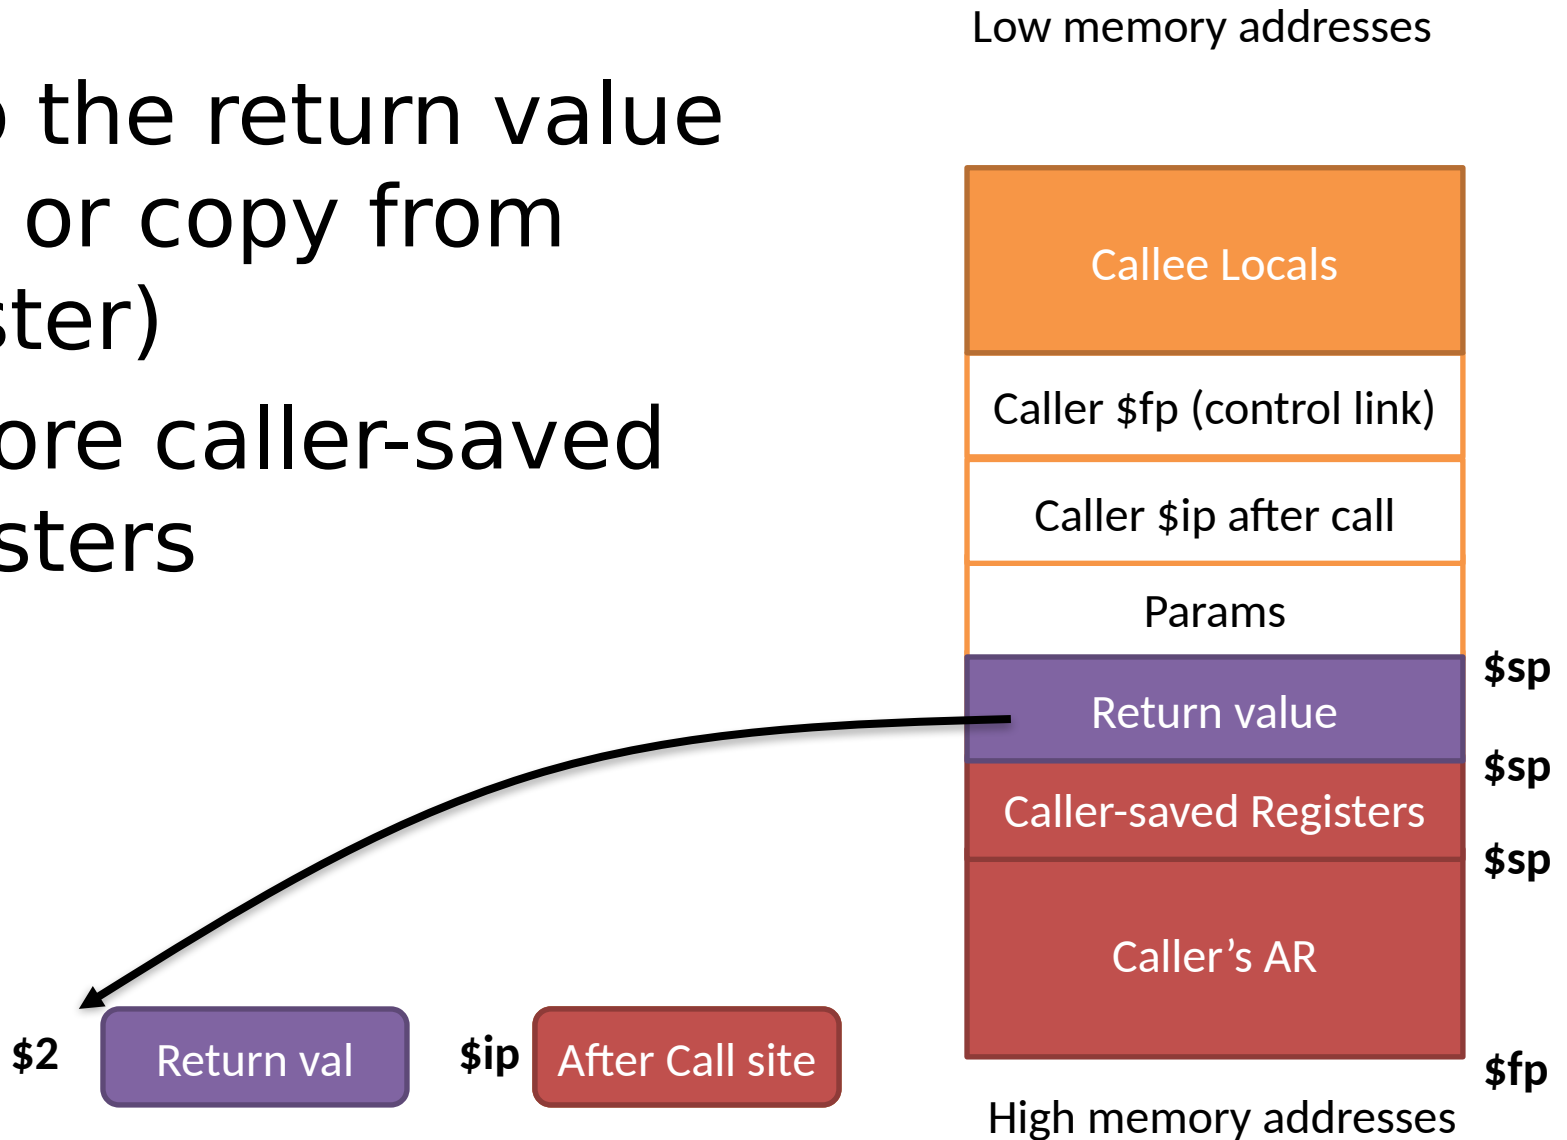 Low memory addresses
the return value
or copy from
ster)
ore caller-saved
sters
Callee Locals
Caller $fp (control link)
Caller $ip after call
Params
$sp
Return value
$sp
Caller-saved Registers
$sp
Caller’s AR
$2
Return val
$ip
After Call site
$fp
High memory addresses